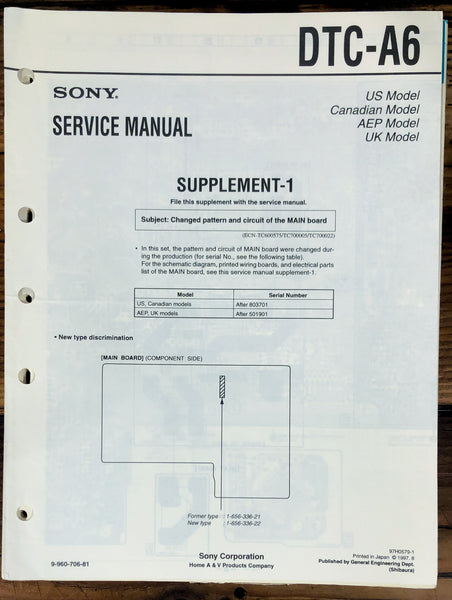 DTC-A6
SONY®
SERVICE MANUAL
US Model
Canadian Model
AEP Model
UK Model
SUPPLEMENT-1
File this supplement with the service manual.
Subject: Changed pattern and circuit of the MAIN board
(ECN-TC600575/TC700005/TC700022)
• In this set, the pattern and circuit of MAIN board were changed dur-
ing the production (for serial No., see the following table).
For the schematic diagram, printed wiring boards, and electrical parts
list of the MAIN board, see this service manual supplement-1.
Model Serial Number
US, Canadian models After 803701
AEP, UK models After 501901
• New type discrimination
[MAIN BOARD] (COMPONENT SIDE)
Former type : 1-656-336-21
New type : 1-656-336-22
9-960-706-81
Sony Corporation
Home A & V Products Company
97H0579-1
Printed in Japan © 1997. 8
Published by General Engineering Dept.
(Shibaura)